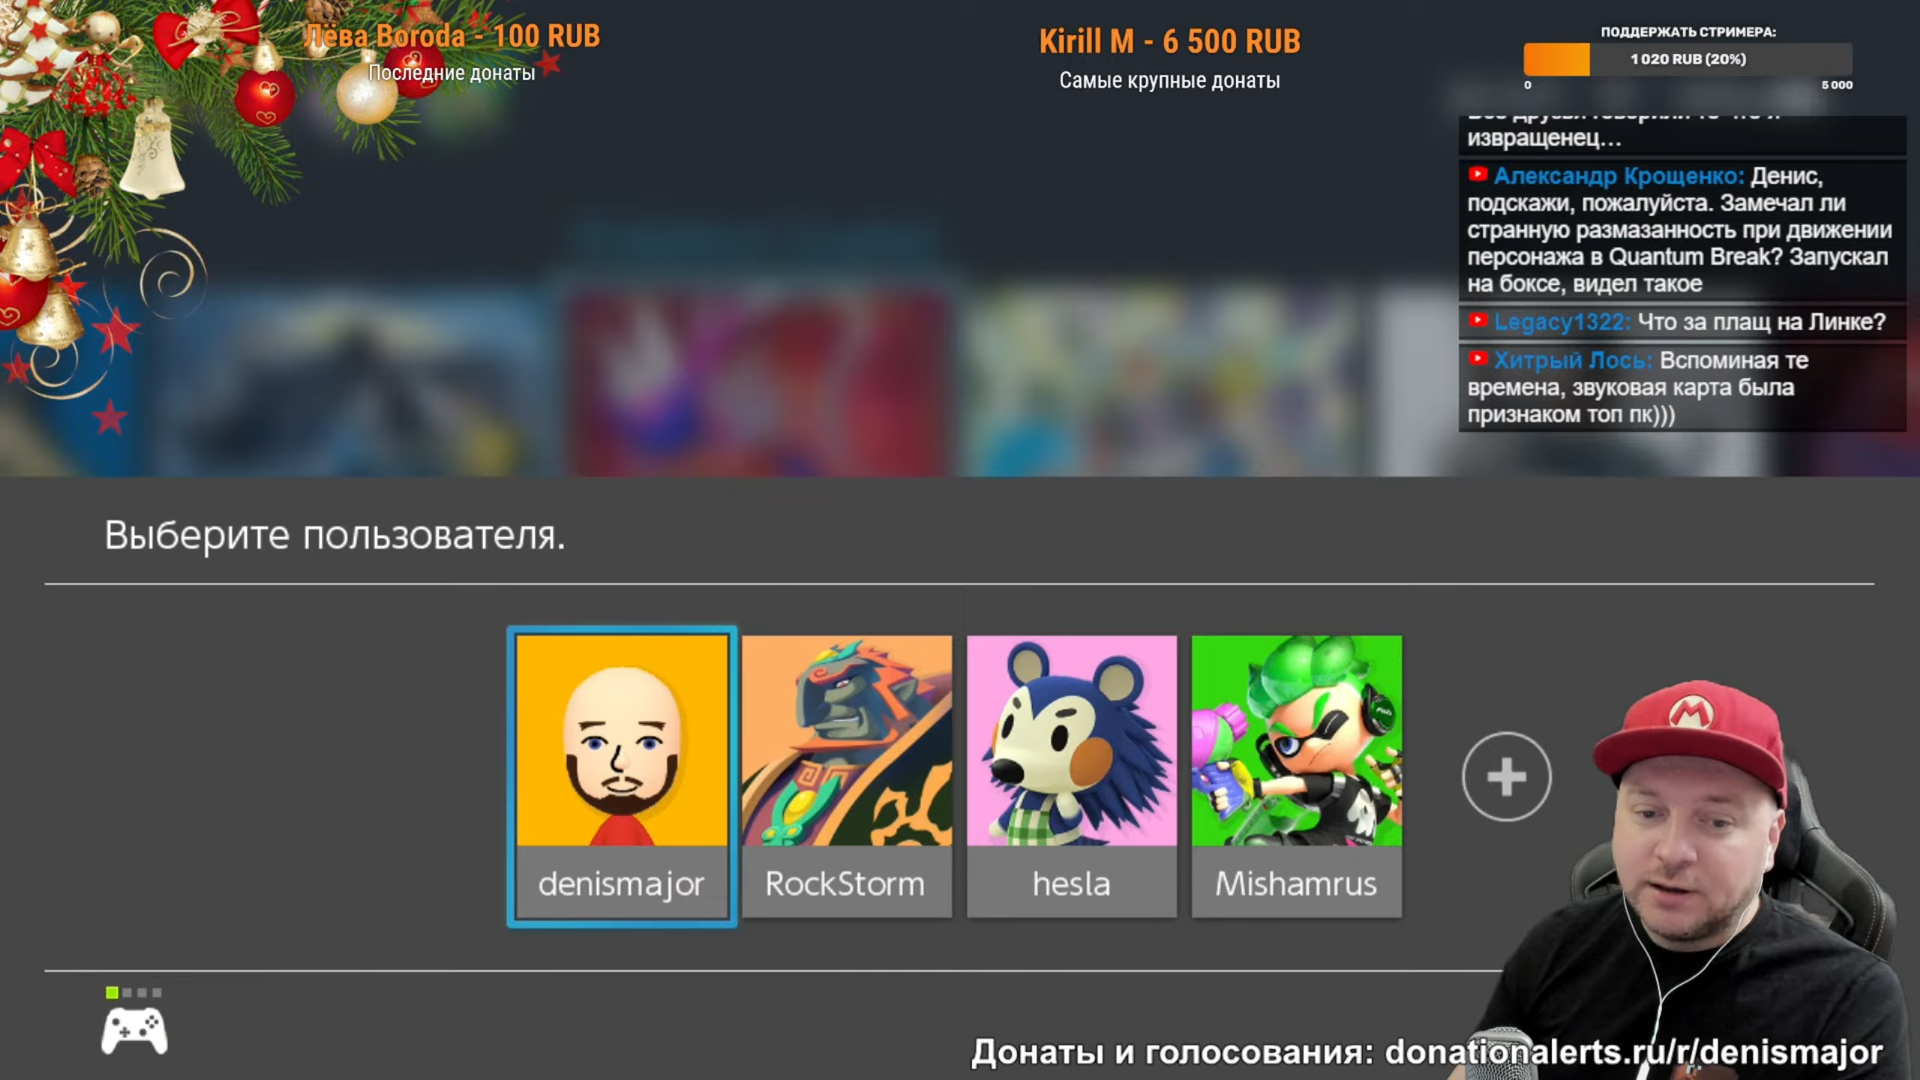 Лёва Boroda - 100 RUB
Последние донаты
Kirill M - 6 500 RUB
Самые крупные донаты
ПОДДЕРЖАТЬ СТРИМЕРА:
1 020 RUB (20%)
0
5 000
извращенец...
Александр Крощенко: Денис,
подскажи, пожалуйста. Замечал ли
странную размазанность при движении
персонажа в Quantum Break? Запускал
на боксе, видел такое
Legacy1322: Что за плащ на Линке?
Хитрый Лось: Вспоминая те
времена, звуковая карта была
признаком топ пк)))
Выберите пользователя.
denismajor
RockStorm
hesla
Mishamrus
Донаты и голосования: donationalerts.ru/r/denismajor